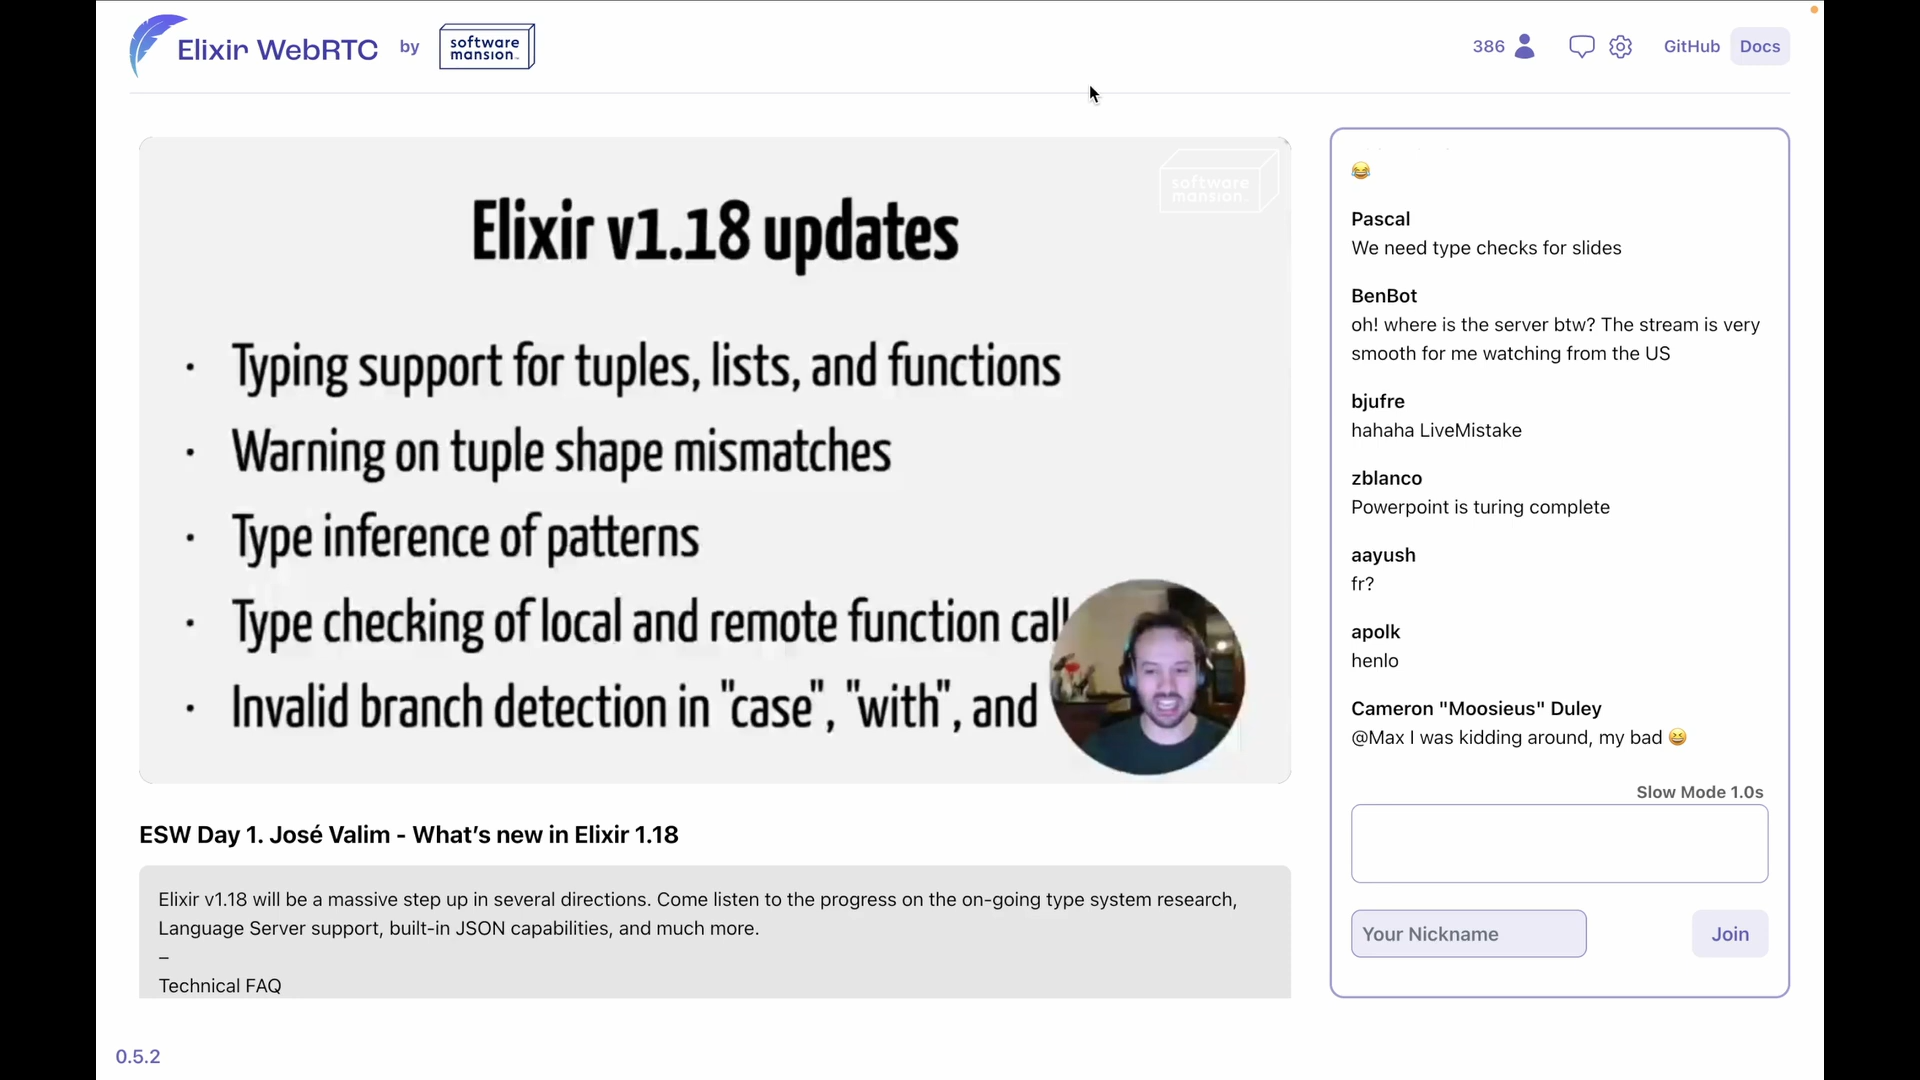 Elixir WebRTC by software mansion.
386 GitHub Docs
software
mansion.
Elixir v1.18 updates
· Typing support for tuples, lists, and functions
· Warning on tuple shape mismatches
· Type inference of patterns
· Type checking of local and remote function call
· Invalid branch detection in "case", "with", and
ESW Day 1. José Valim - What’s new in Elixir 1.18
Elixir v1.18 will be a massive step up in several directions. Come listen to the progress on the on-going type system research,
Language Server support, built-in JSON capabilities, and much more.
–
Technical FAQ
😂
Pascal
We need type checks for slides
BenBot
oh! where is the server btw? The stream is very
smooth for me watching from the US
bjufre
hahaha LiveMistake
zblanco
Powerpoint is turing complete
aayush
fr?
apolk
henlo
Cameron "Moosieus" Duley
@Max I was kidding around, my bad 😆
Slow Mode 1.0s
Your Nickname
Join
0.5.2